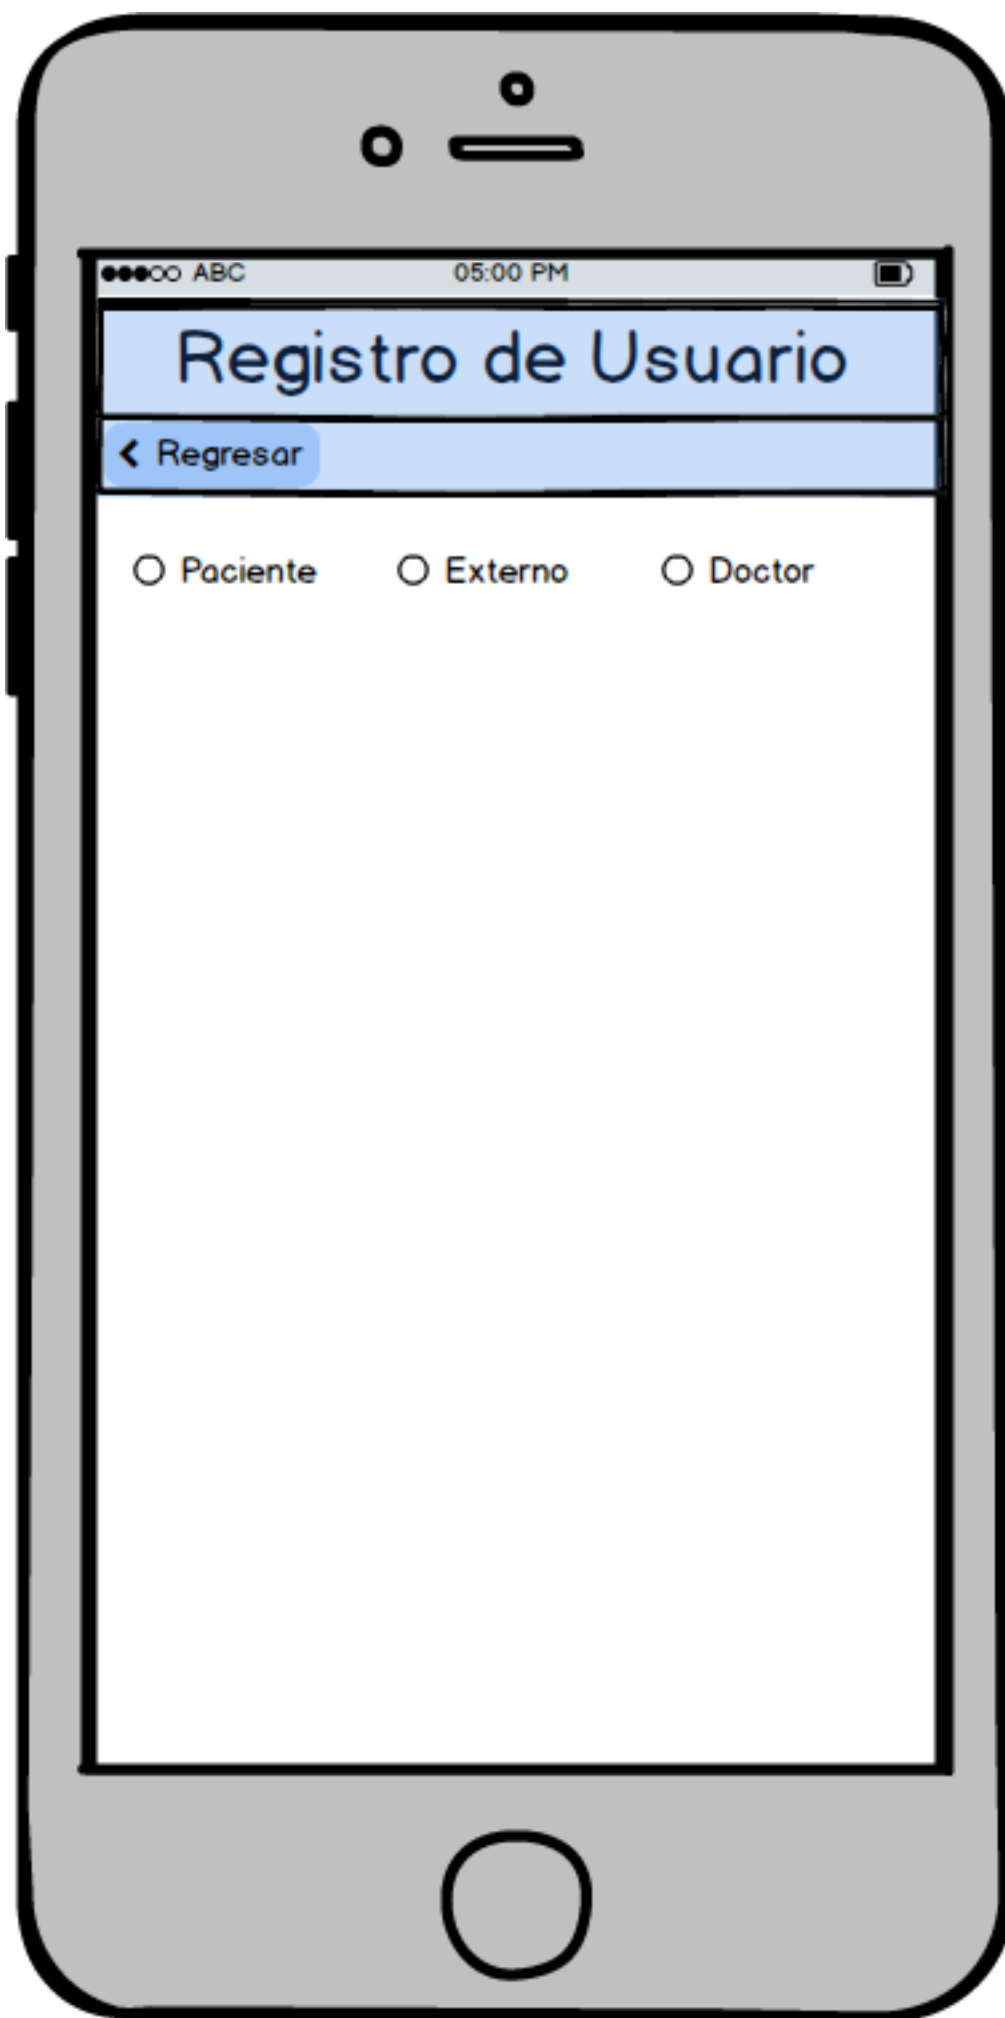 ABC 05:00 PM
Registro de Usuario
Regresar
Paciente Externo Doctor